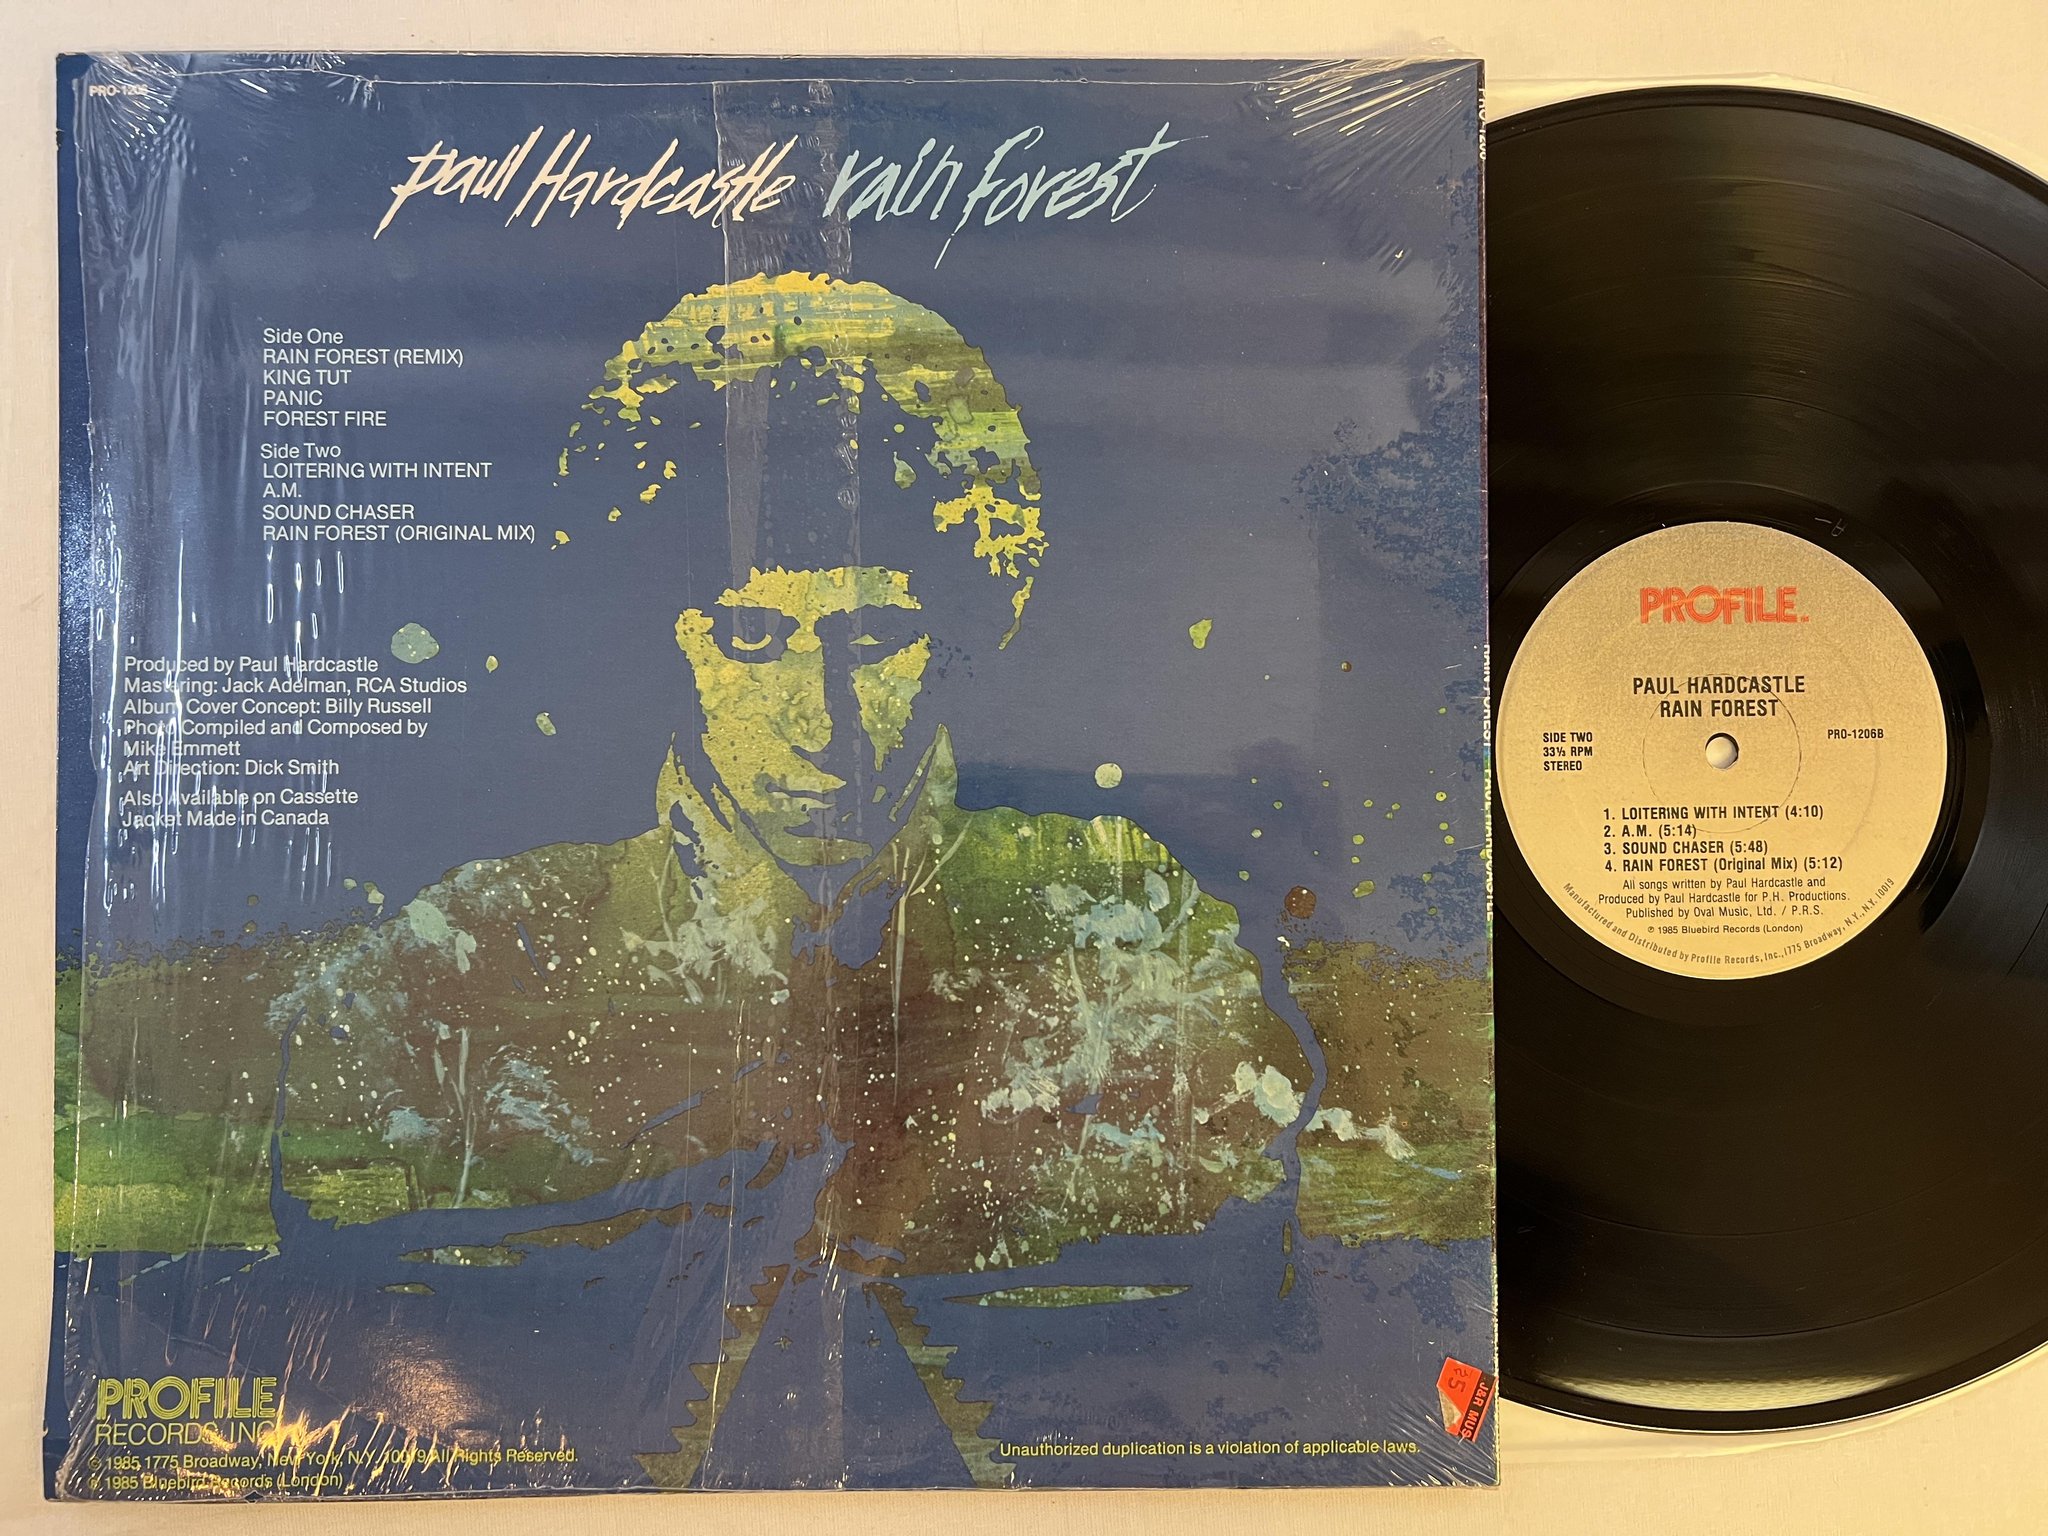 PRO-1206
paul Hardcastle rain forest
Side One
RAIN FOREST (REMIX)
KING TUT
PANIC
FOREST FIRE
Side Two
LOITERING WITH INTENT
A.M.
SOUND CHASER
RAIN FOREST (ORIGINAL MIX)
Produced by Paul Hardcastle
Mastering: Jack Adelman, RCA Studios
Album Cover Concept: Billy Russell
Photo Compiled and Composed by
Mike Emmett
Art Direction: Dick Smith
Also Available on Cassette
Jacket Made in Canada
PROFILE
RECORDS, INC.
© 1985, 1775 Broadway, New York, N.Y. 10019 All Rights Reserved.
℗ 1985 Bluebird Records (London)
Unauthorized duplication is a violation of applicable laws.
25
J&R MUS
PROFILE
PAUL HARDCASTLE
RAIN FOREST
SIDE TWO
33⅓ RPM
STEREO
PRO-1206B
1. LOITERING WITH INTENT (4:10)
2. A.M. (5:14)
3. SOUND CHASER (5:48)
4. RAIN FOREST (Original Mix) (5:12)
All songs written by Paul Hardcastle and
Produced by Paul Hardcastle for P.H. Productions.
Published by Oval Music, Ltd. / P.R.S.
℗ 1985 Bluebird Records (London)
Manufactured and Distributed by Profile Records, Inc., 1775 Broadway, N.Y., N.Y. 10019